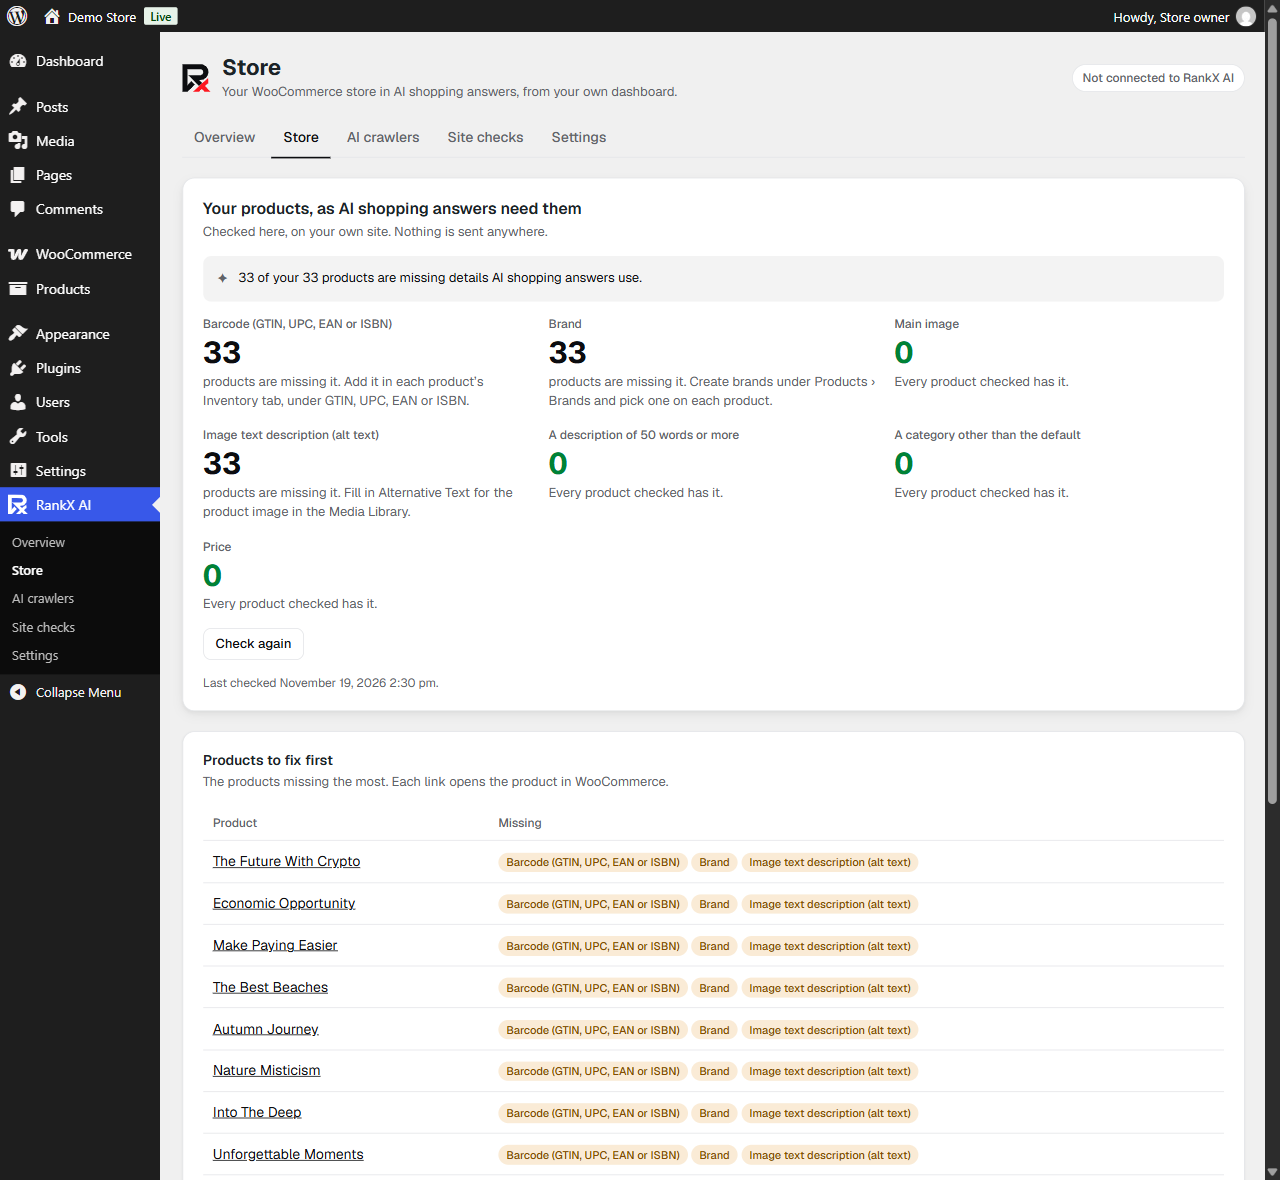 Demo Store Live
Howdy, Store owner
Dashboard
Posts
Media
Pages
Comments
WooCommerce
Products
Appearance
Plugins
Users
Tools
Settings
RankX AI
Overview
Store
AI crawlers
Site checks
Settings
Collapse Menu
Store
Your WooCommerce store in AI shopping answers, from your own dashboard.
Not connected to RankX AI
Overview Store AI crawlers Site checks Settings
Your products, as AI shopping answers need them
Checked here, on your own site. Nothing is sent anywhere.
33 of your 33 products are missing details AI shopping answers use.
Barcode (GTIN, UPC, EAN or ISBN)
33
products are missing it. Add it in each product's
Inventory tab, under GTIN, UPC, EAN or ISBN.
Brand
33
products are missing it. Create brands under Products ›
Brands and pick one on each product.
Main image
0
Every product checked has it.
Image text description (alt text)
33
products are missing it. Fill in Alternative Text for the
product image in the Media Library.
A description of 50 words or more
0
Every product checked has it.
A category other than the default
0
Every product checked has it.
Price
0
Every product checked has it.
Check again
Last checked November 19, 2026 2:30 pm.
Products to fix first
The products missing the most. Each link opens the product in WooCommerce.
Product Missing
The Future With Crypto Barcode (GTIN, UPC, EAN or ISBN) Brand Image text description (alt text)
Economic Opportunity Barcode (GTIN, UPC, EAN or ISBN) Brand Image text description (alt text)
Make Paying Easier Barcode (GTIN, UPC, EAN or ISBN) Brand Image text description (alt text)
The Best Beaches Barcode (GTIN, UPC, EAN or ISBN) Brand Image text description (alt text)
Autumn Journey Barcode (GTIN, UPC, EAN or ISBN) Brand Image text description (alt text)
Nature Misticism Barcode (GTIN, UPC, EAN or ISBN) Brand Image text description (alt text)
Into The Deep Barcode (GTIN, UPC, EAN or ISBN) Brand Image text description (alt text)
Unforgettable Moments Barcode (GTIN, UPC, EAN or ISBN) Brand Image text description (alt text)